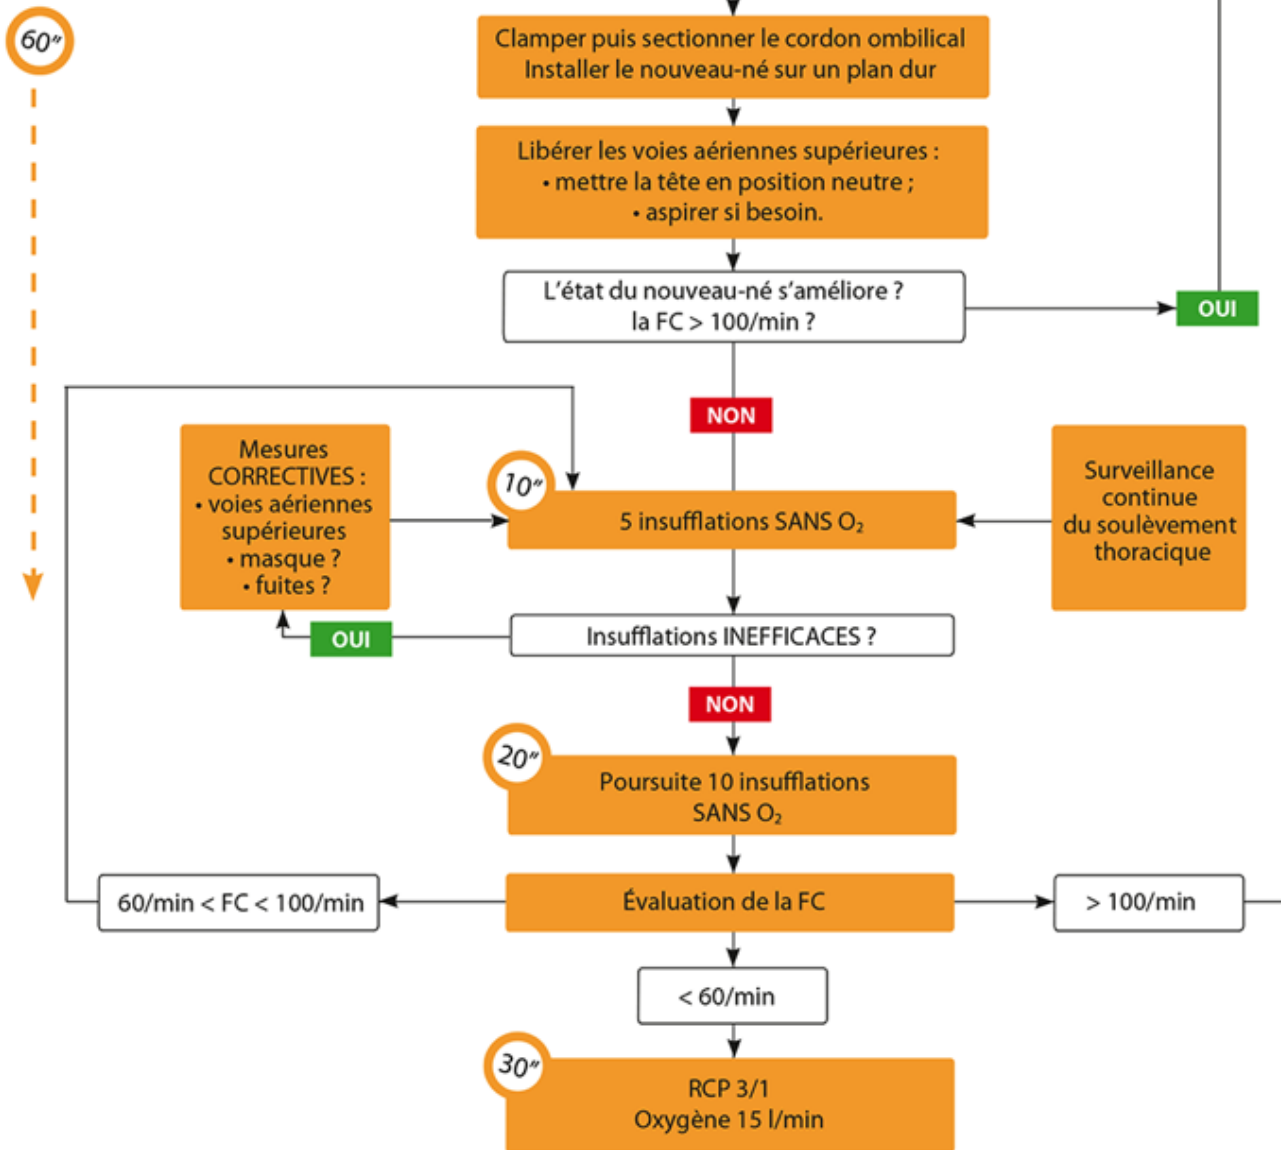 60″
Clamper puis sectionner le cordon ombilical
Installer le nouveau-né sur un plan dur
Libérer les voies aériennes supérieures :
• mettre la tête en position neutre ;
• aspirer si besoin.
L'état du nouveau-né s'améliore ?
la FC > 100/min ?
OUI
NON
Mesures
CORRECTIVES :
• voies aériennes
supérieures
• masque ?
• fuites ?
10″
5 insufflations SANS O₂
Surveillance
continue
du soulèvement
thoracique
Insufflations INEFFICACES ?
OUI
NON
20″
Poursuite 10 insufflations
SANS O₂
60/min < FC < 100/min
Évaluation de la FC
> 100/min
< 60/min
30″
RCP 3/1
Oxygène 15 l/min